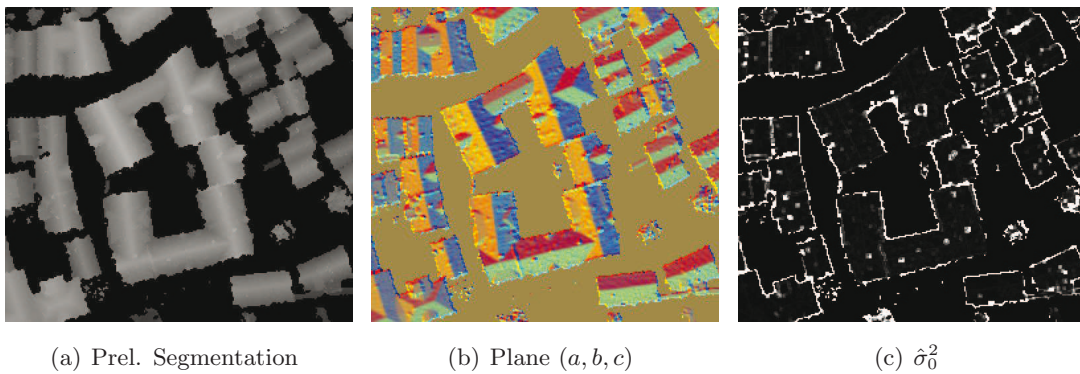 (a) Prel. Segmentation
(b) Plane (a, b, c)
(c) σ̂₀²